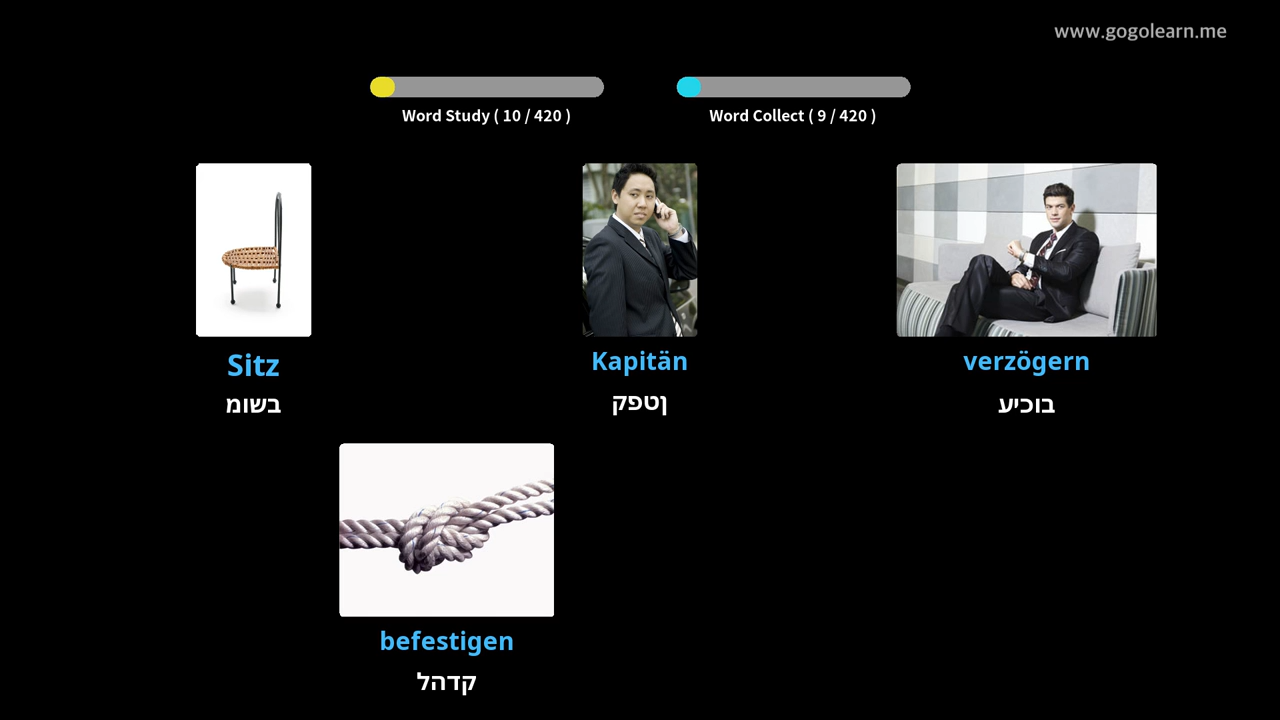 www.gogolearn.me
Word Study ( 10 / 420 )
Word Collect ( 9 / 420 )
Sitz
בשומ
Kapitän
ןטפק
verzögern
בוכיע
befestigen
קדהל